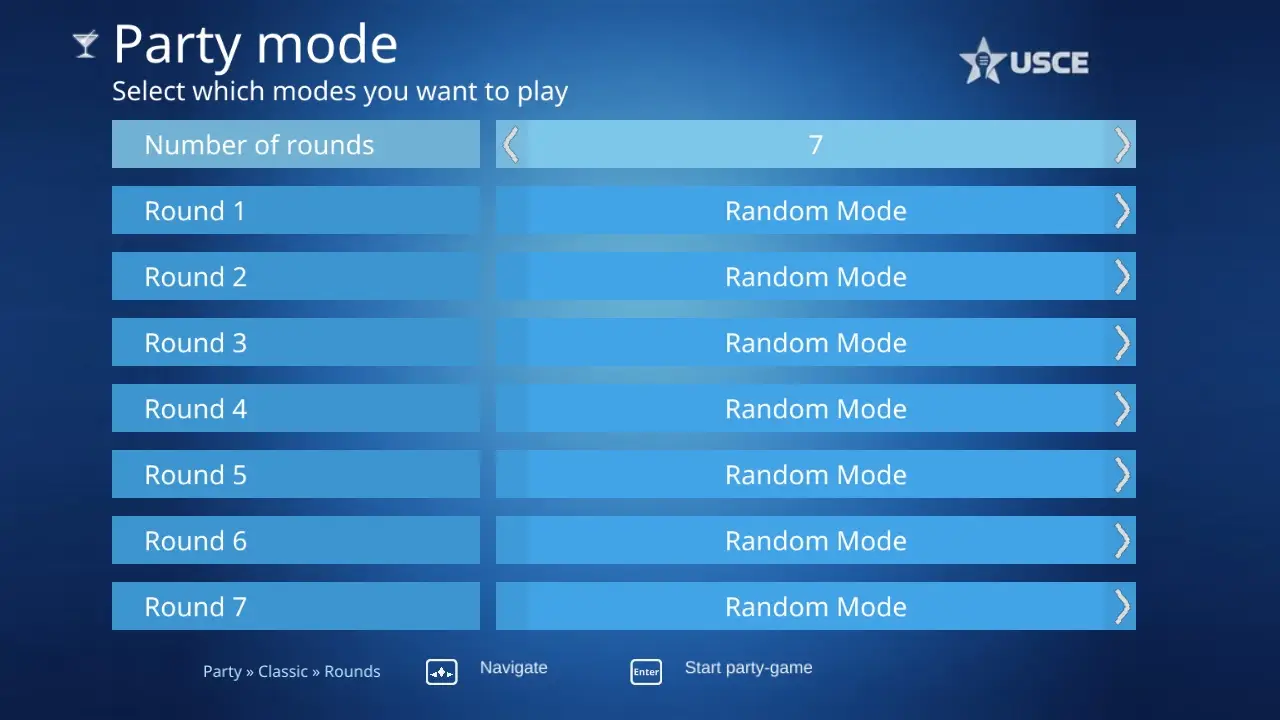 Party mode
USCE
Select which modes you want to play
Number of rounds 7
Round 1 Random Mode
Round 2 Random Mode
Round 3 Random Mode
Round 4 Random Mode
Round 5 Random Mode
Round 6 Random Mode
Round 7 Random Mode
Party » Classic » Rounds Navigate Enter Start party-game